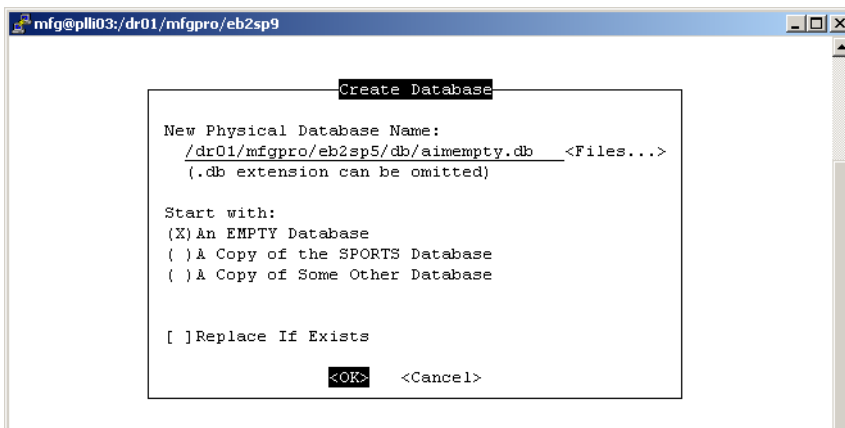 mfg@plli03:/dr01/mfgpro/eb2sp9
Create Database
New Physical Database Name:
/dr01/mfgpro/eb2sp5/db/aimempty.db <Files...>
(.db extension can be omitted)
Start with:
(X)An EMPTY Database
( )A Copy of the SPORTS Database
( )A Copy of Some Other Database
[ ]Replace If Exists
<OK> <Cancel>